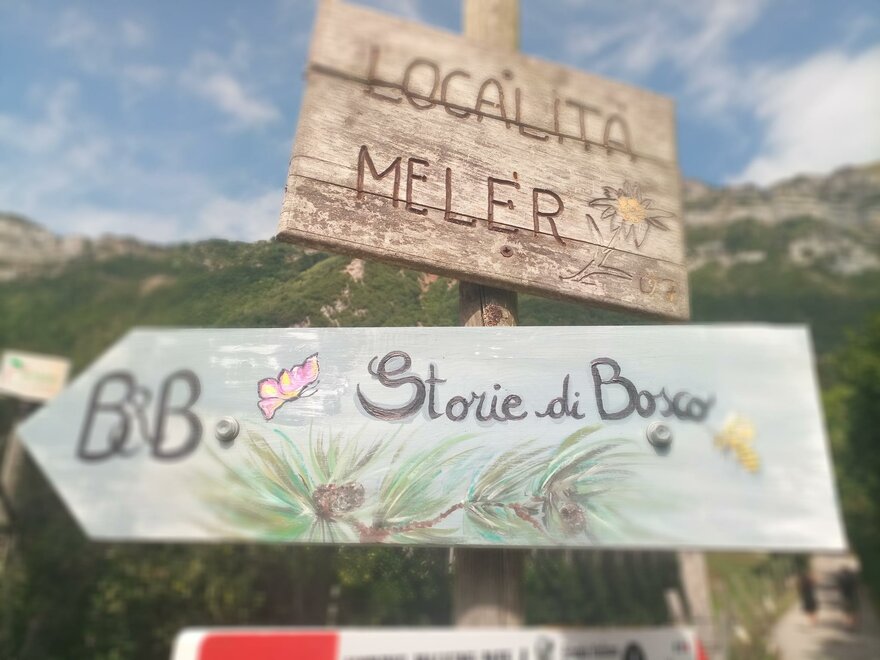 LOCALITÀ
MELER
B&B Storie di Bosco